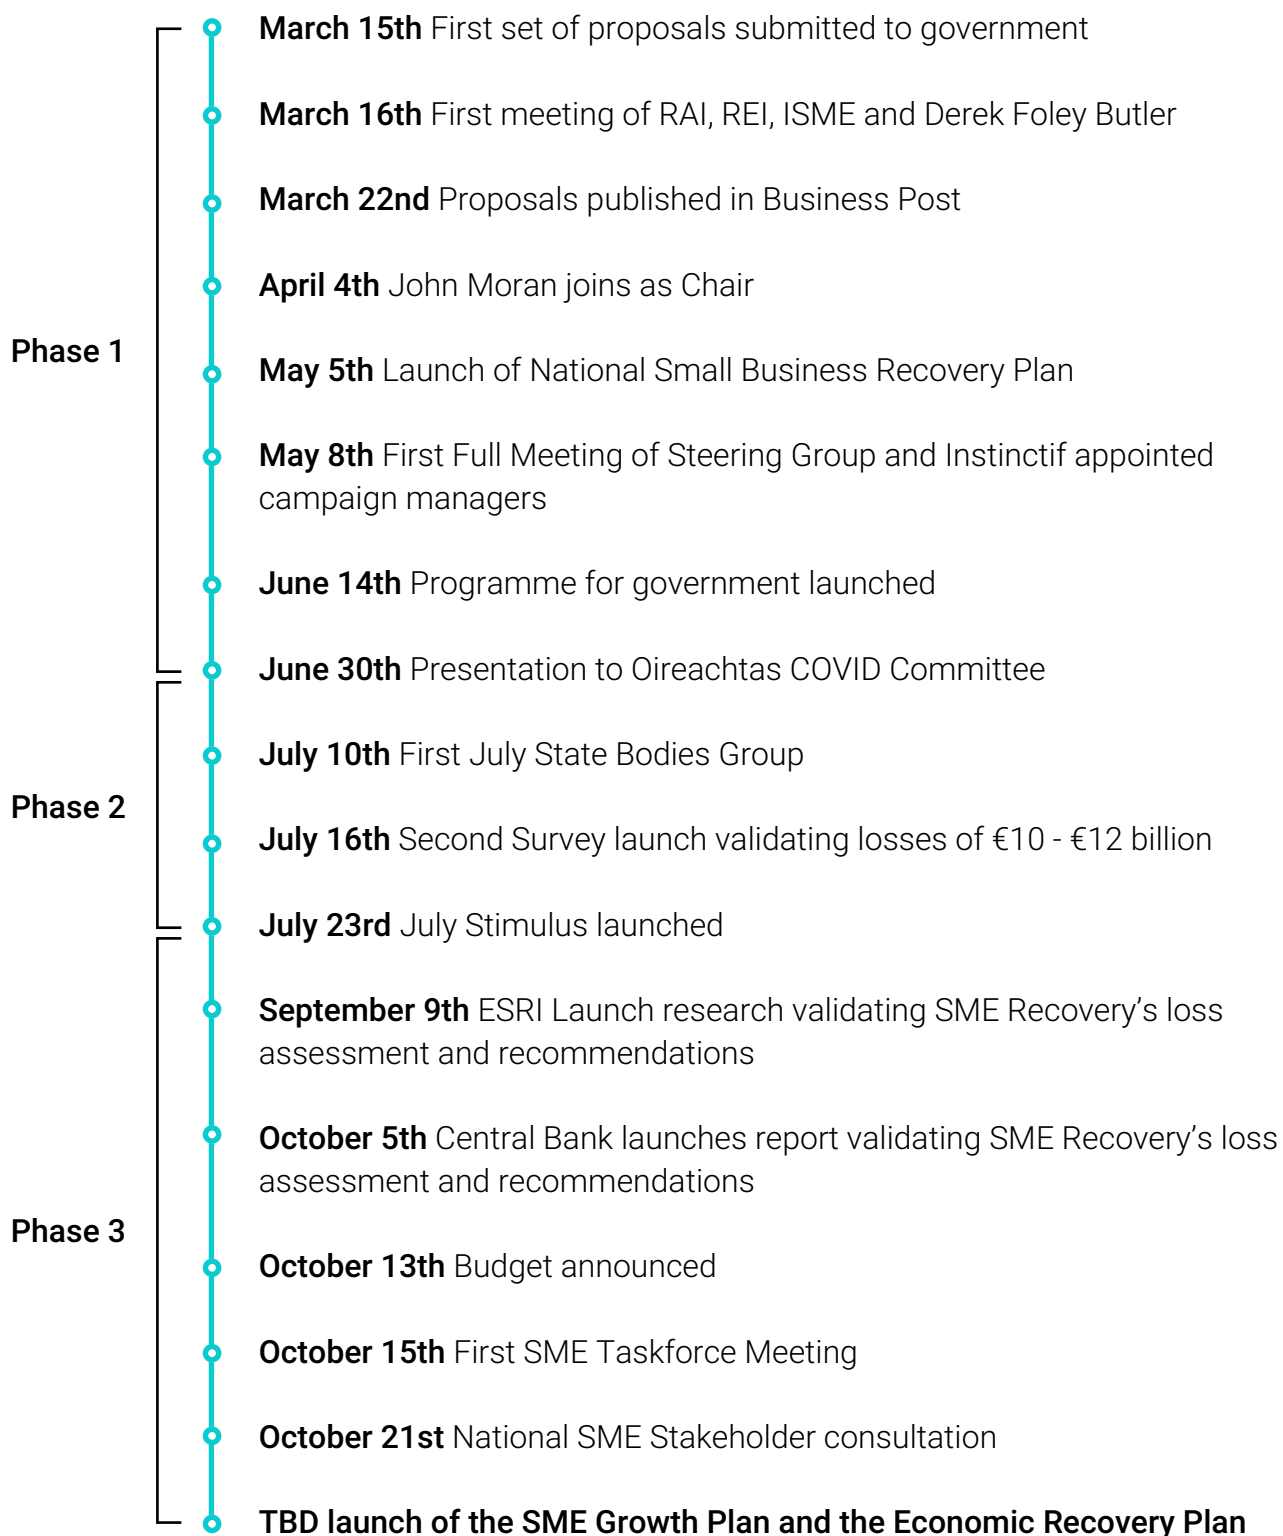 March 15th First set of proposals submitted to government
March 16th First meeting of RAI, REI, ISME and Derek Foley Butler
March 22nd Proposals published in Business Post
April 4th John Moran joins as Chair
Phase 1
May 5th Launch of National Small Business Recovery Plan
May 8th First Full Meeting of Steering Group and Instinctif appointed
campaign managers
June 14th Programme for government launched
June 30th Presentation to Oireachtas COVID Committee
July 10th First July State Bodies Group
Phase 2
July 16th Second Survey launch validating losses of €10 - €12 billion
July 23rd July Stimulus launched
September 9th ESRI Launch research validating SME Recovery’s loss
assessment and recommendations
October 5th Central Bank launches report validating SME Recovery’s loss
assessment and recommendations
Phase 3
October 13th Budget announced
October 15th First SME Taskforce Meeting
October 21st National SME Stakeholder consultation
TBD launch of the SME Growth Plan and the Economic Recovery Plan